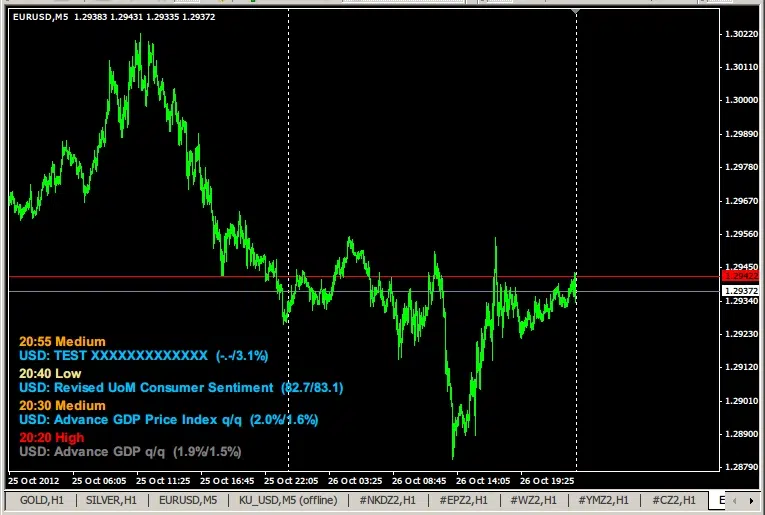 EURUSD,M5 1.29383 1.29431 1.29335 1.29372
1.30220
1.30110
1.30000
1.29890
1.29780
1.29670
1.29560
1.29450
1.29422
1.29372
1.29340
1.29230
1.29120
1.29010
1.28900
1.28790
20:55 Medium
USD: TEST XXXXXXXXXXXXX (-.-/3.1%)
20:40 Low
USD: Revised UoM Consumer Sentiment (82.7/83.1)
20:30 Medium
USD: Advance GDP Price Index q/q (2.0%/1.6%)
20:20 High
USD: Advance GDP q/q (1.9%/1.5%)
25 Oct 2012 25 Oct 06:05 25 Oct 11:25 25 Oct 16:45 25 Oct 22:05 26 Oct 03:25 26 Oct 08:45 26 Oct 14:05 26 Oct 19:25
GOLD,H1 SILVER,H1 EURUSD,M5 KU_USD,M5 (offline) #NKDZ2,H1 #EPZ2,H1 #WZ2,H1 #YMZ2,H1 #CZ2,H1 E